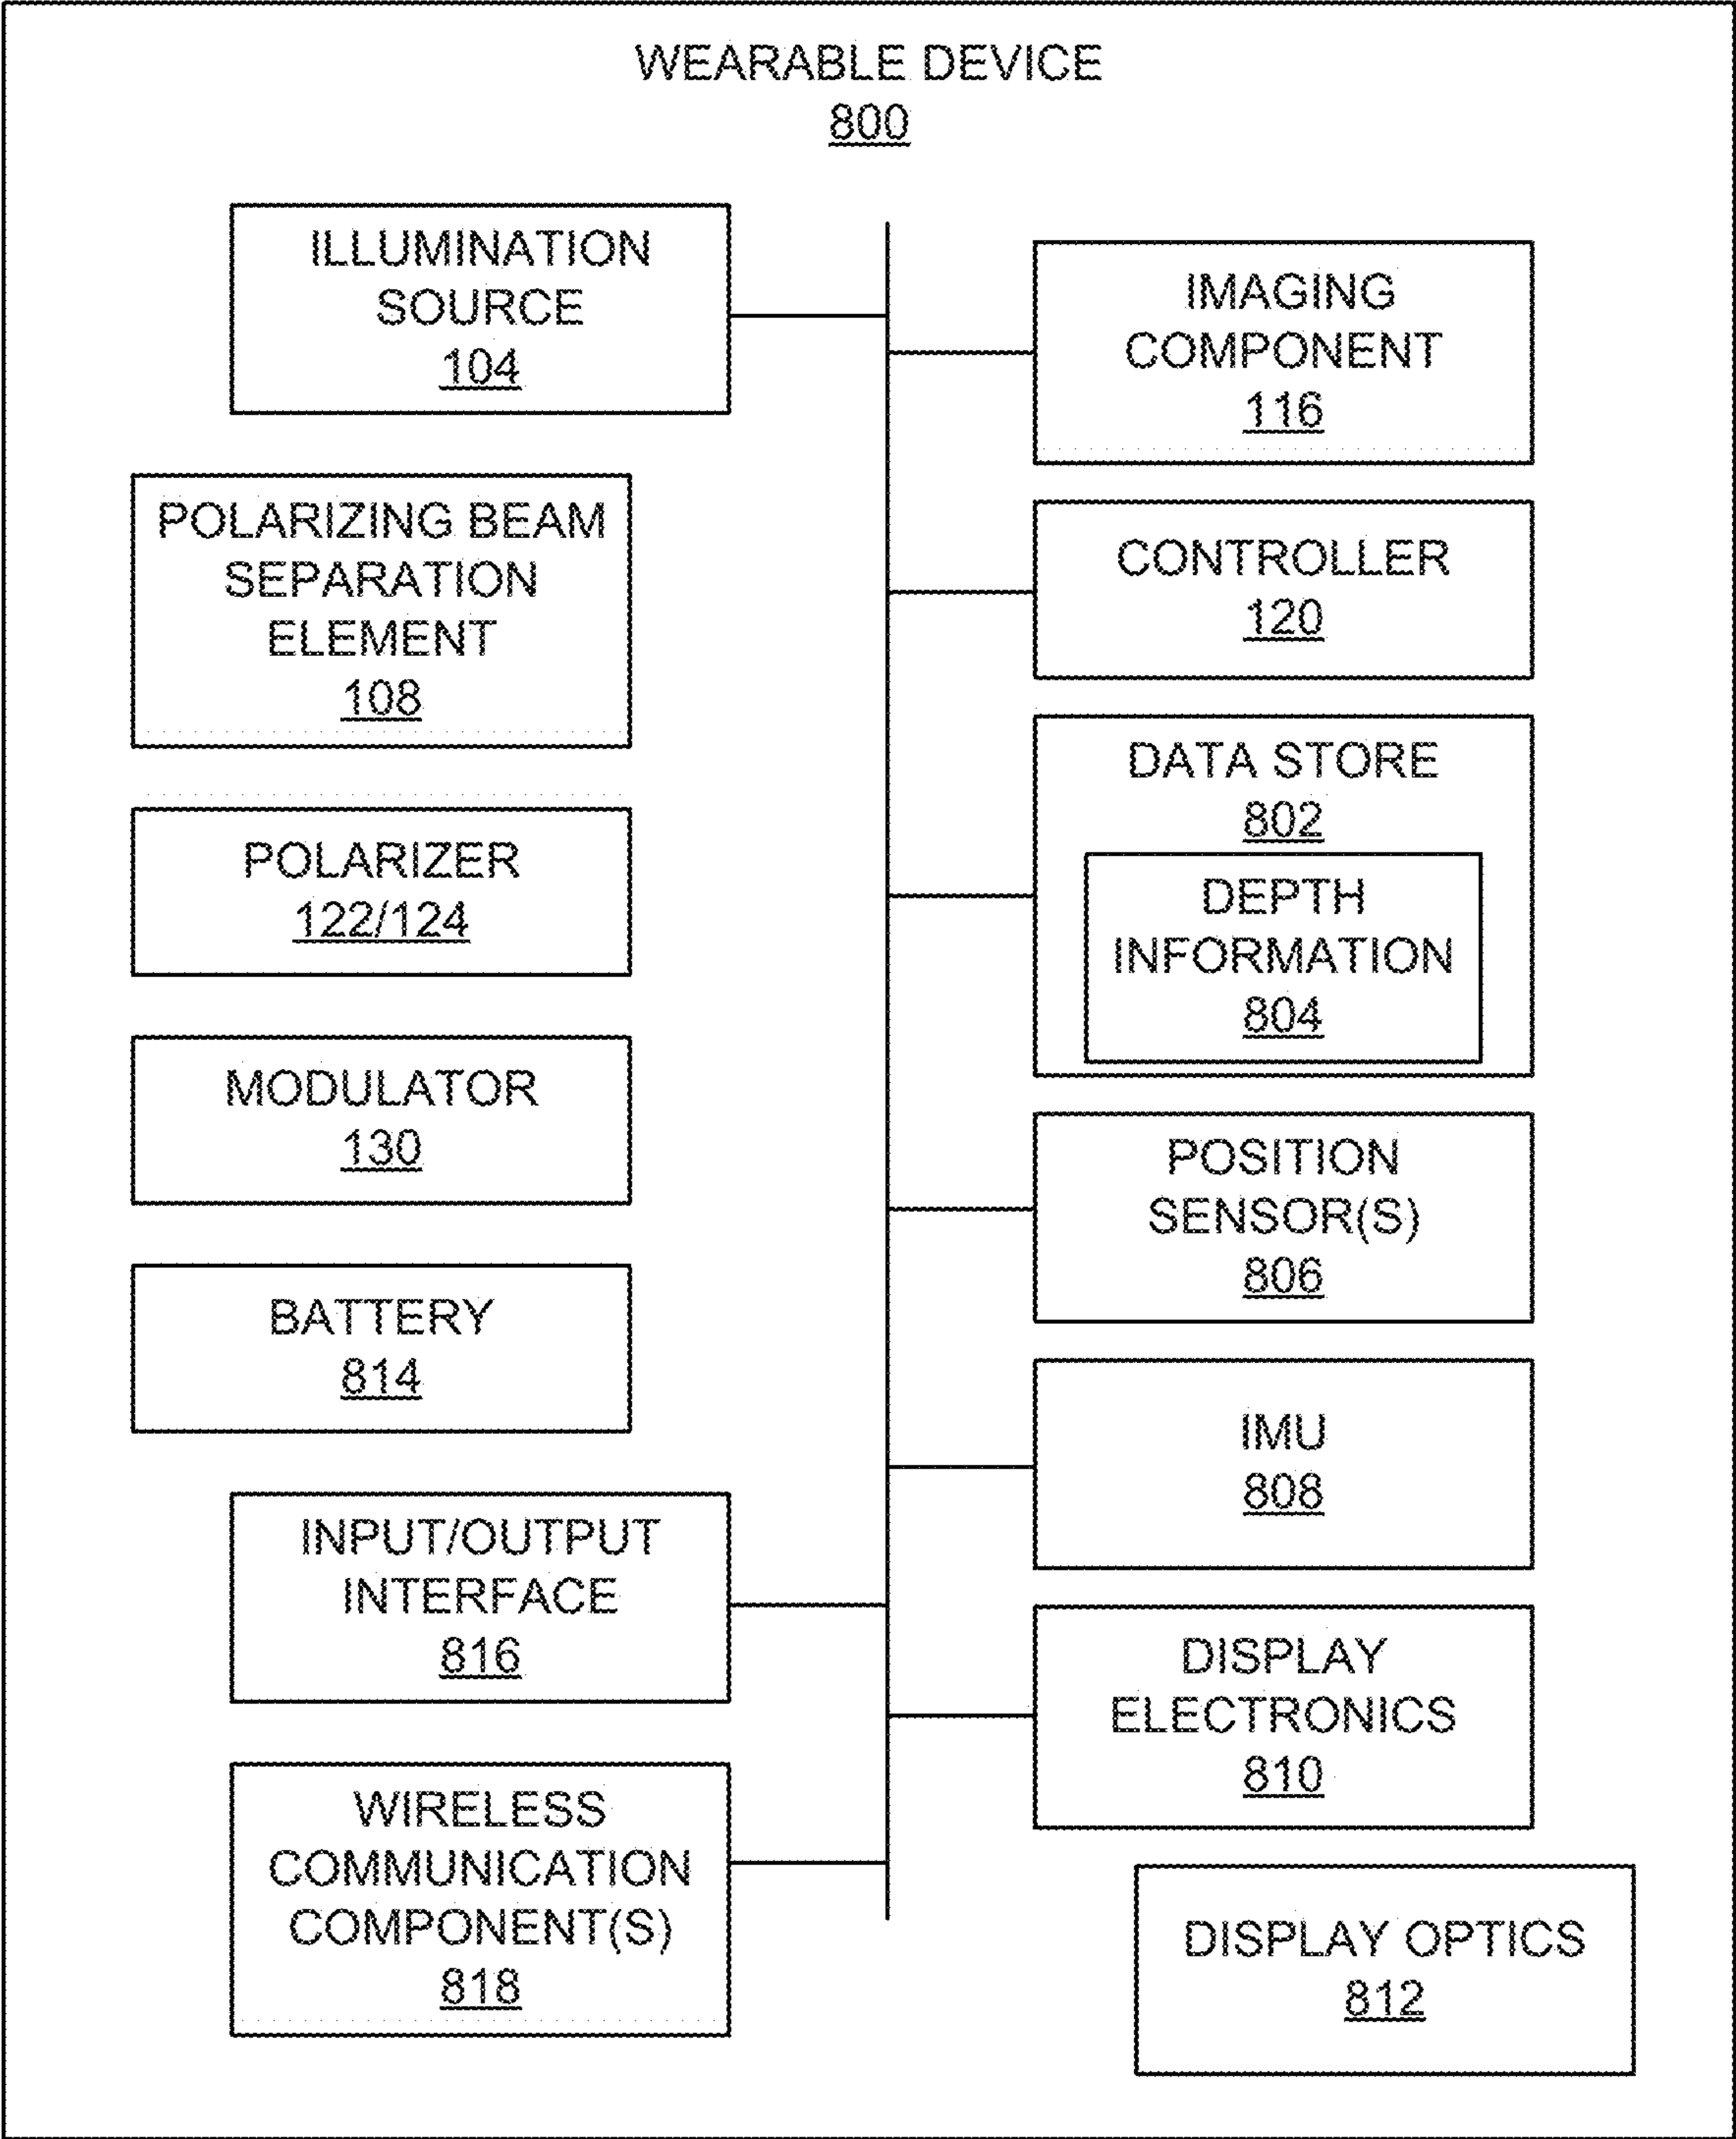 WEARABLE DEVICE
800
ILLUMINATION
SOURCE
104
POLARIZING BEAM
SEPARATION
ELEMENT
108
POLARIZER
122/124
MODULATOR
130
BATTERY
814
INPUT/OUTPUT
INTERFACE
816
WIRELESS
COMMUNICATION
COMPONENT(S)
818
IMAGING
COMPONENT
116
CONTROLLER
120
DATA STORE
802
DEPTH
INFORMATION
804
POSITION
SENSOR(S)
806
IMU
808
DISPLAY
ELECTRONICS
810
DISPLAY OPTICS
812